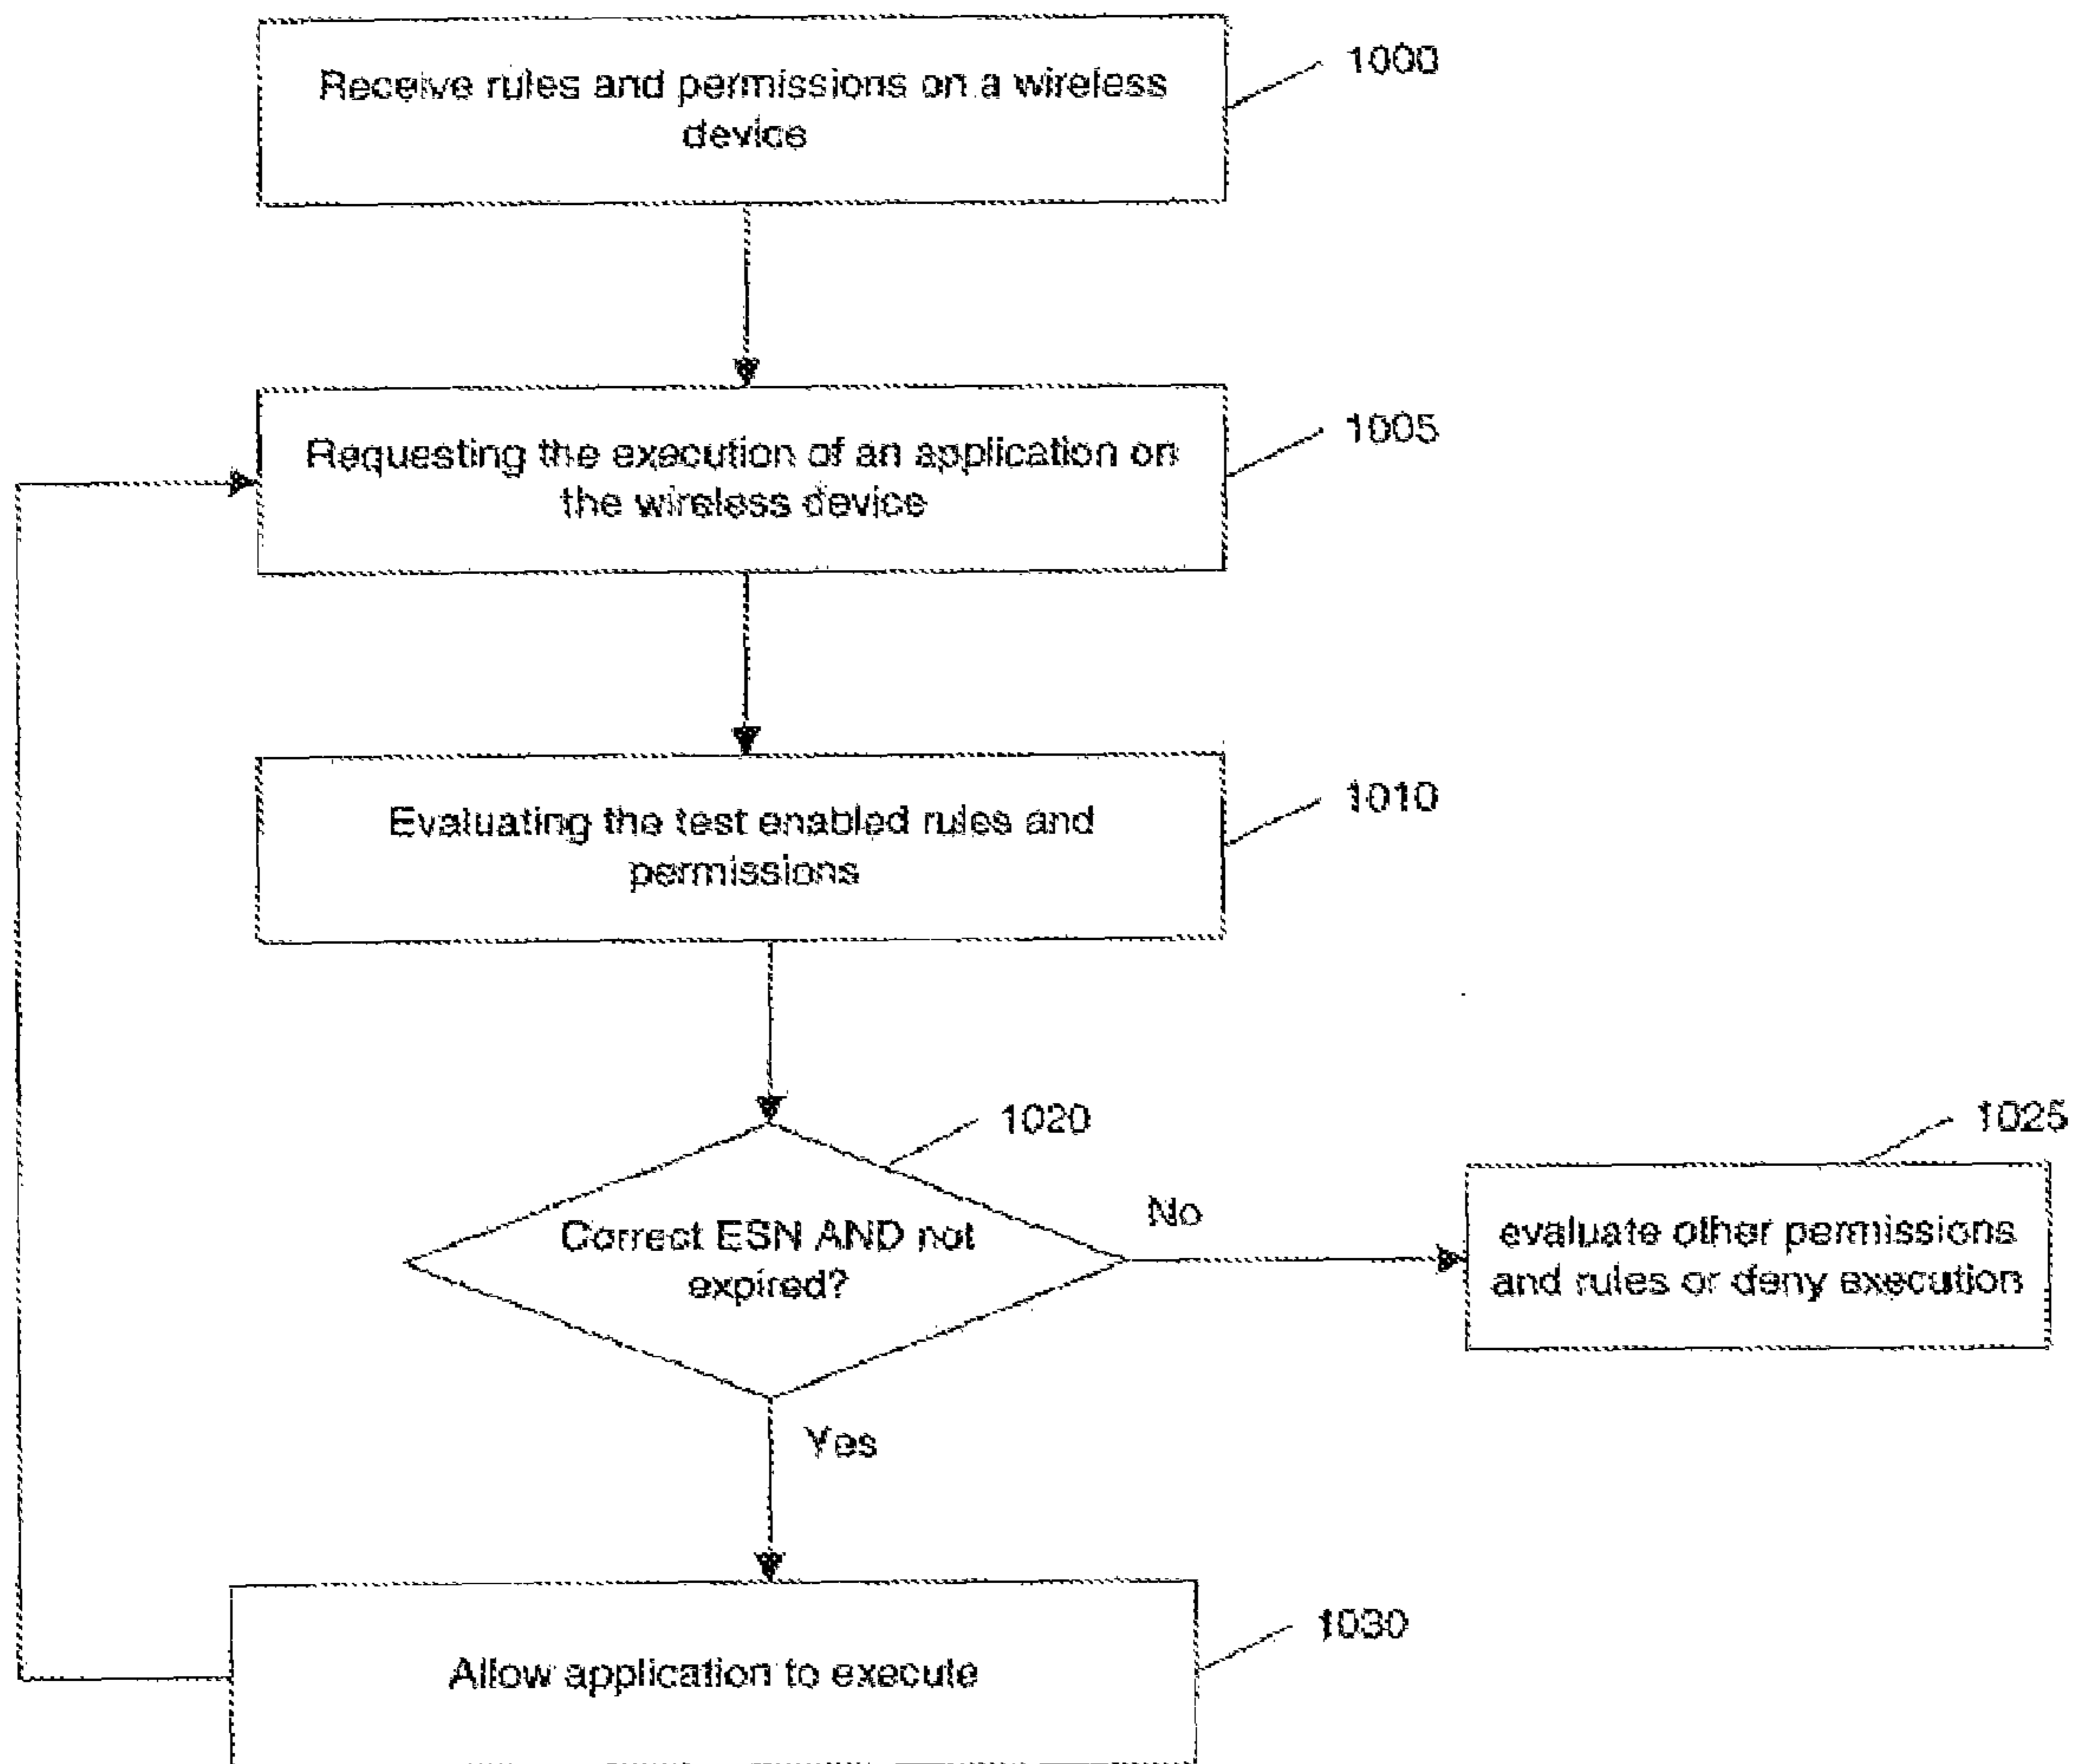 Receive rules and permissions on a wireless
device
1000
Requesting the execution of an application on
the wireless device
1005
Evaluating the test enabled rules and
permissions
1010
Correct ESN AND not
expired?
1020
No
evaluate other permissions
and rules or deny execution
1025
Yes
Allow application to execute
1030